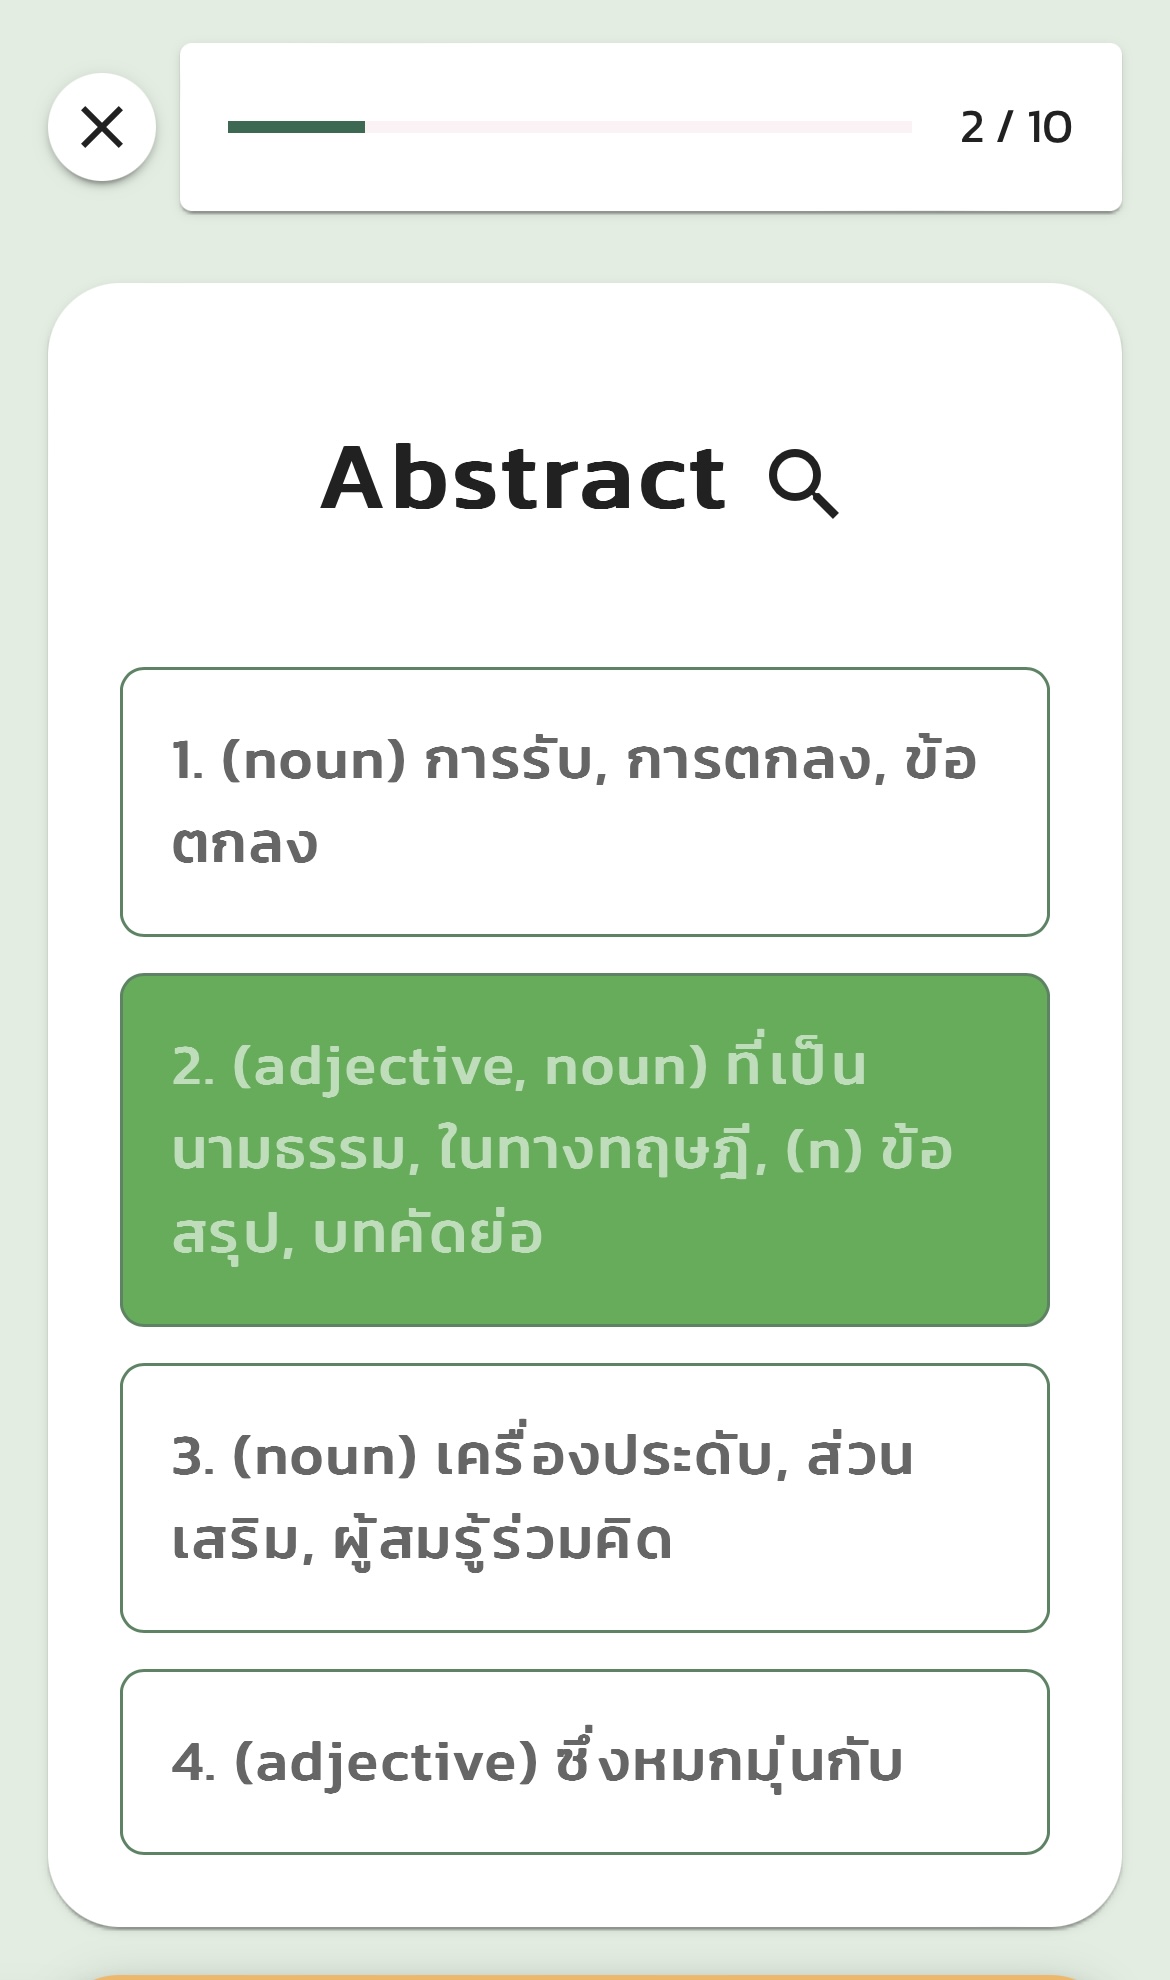 2 / 10
Abstract
1. (noun) การรับ, การตกลง, ข้อ
ตกลง
2. (adjective, noun) ที่เป็น
นามธรรม, ในทางทฤษฎี, (n) ข้อ
สรุป, บทคัดย่อ
3. (noun) เครื่องประดับ, ส่วน
เสริม, ผู้สมรู้ร่วมคิด
4. (adjective) ซึ่งหมกมุ่นกับ